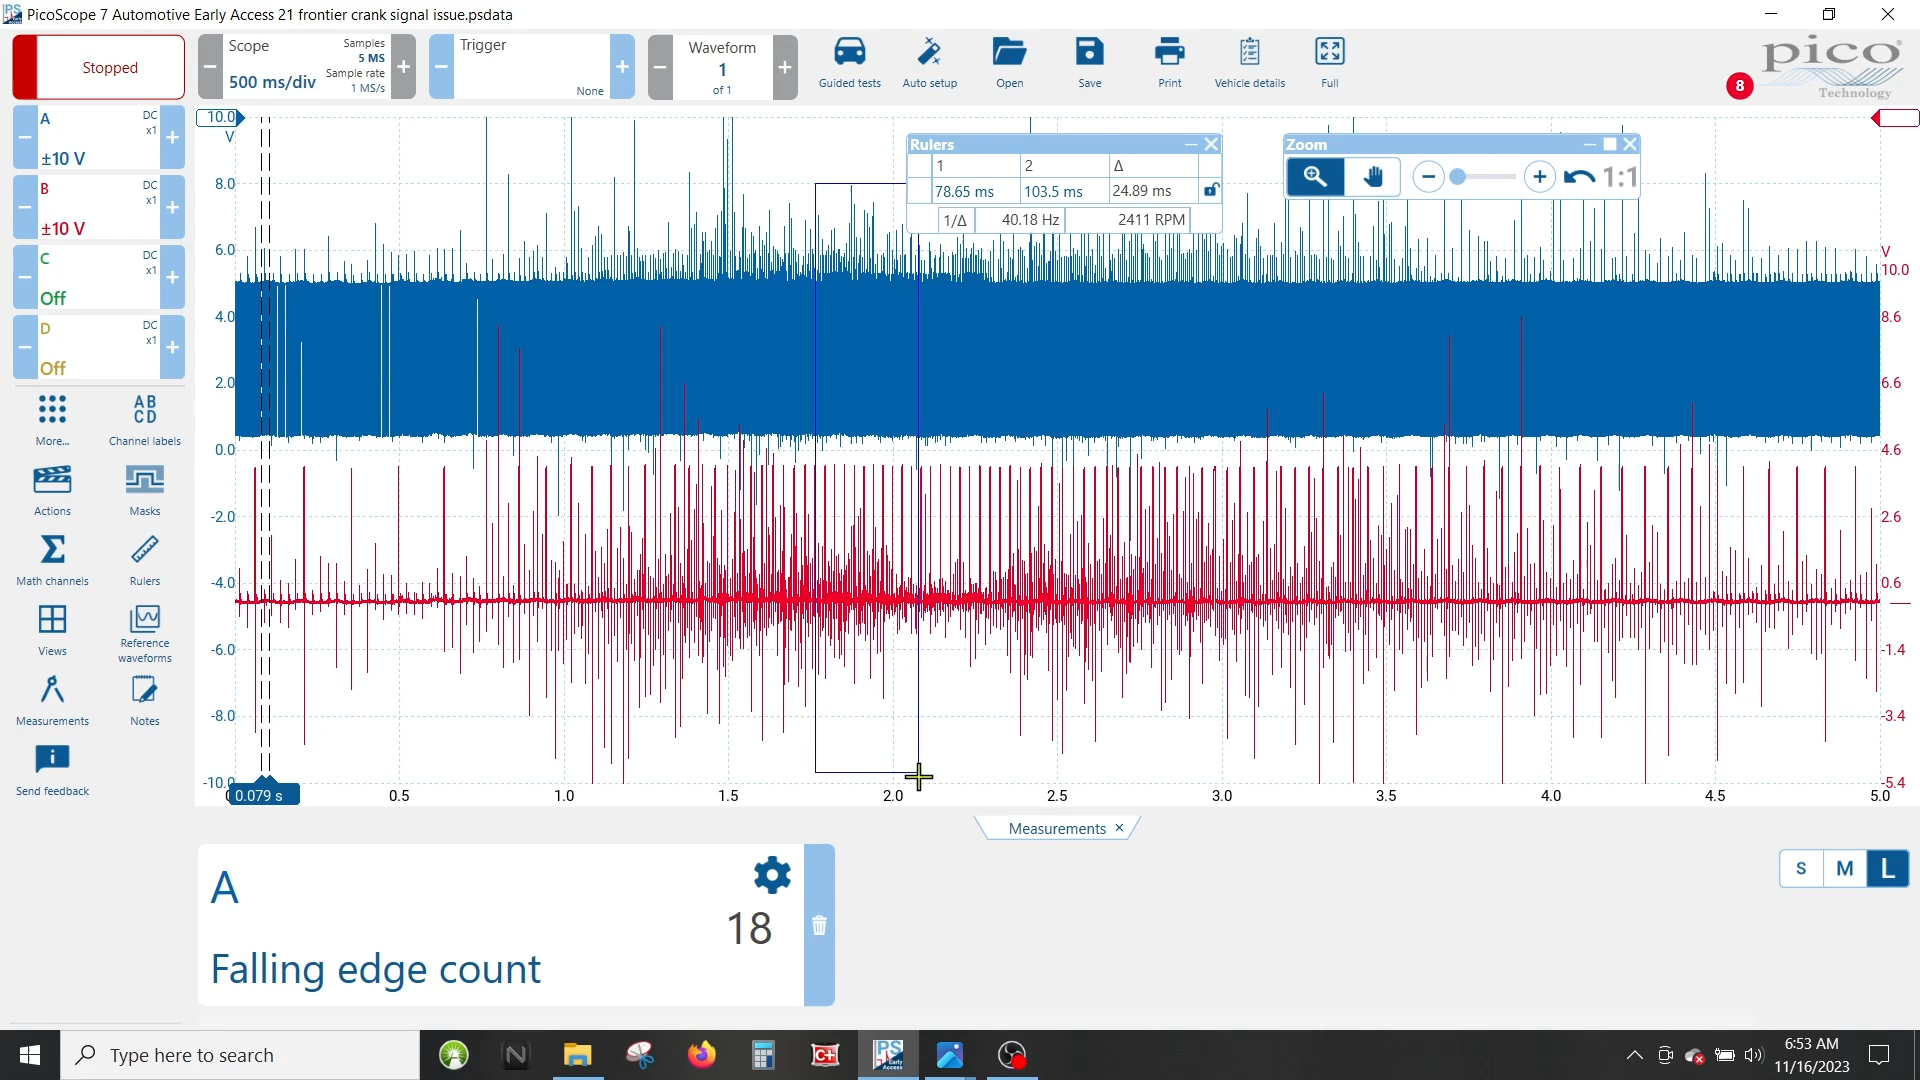 PicoScope 7 Automotive Early Access 21 frontier crank signal issue.psdata
Stopped
Scope
500 ms/div
Samples
5 MS
Sample rate
1 MS/s
Trigger
None
Waveform
1
of 1
Guided tests
Auto setup
Open
Save
Print
Vehicle details
Full
8
pico
Technology
A
DC
x1
±10 V
B
DC
x1
±10 V
C
DC
x1
Off
D
DC
x1
Off
More...
ABCD
Channel labels
Actions
Masks
Math channels
Rulers
Views
Reference
waveforms
Measurements
Notes
Send feedback
10.0
V
8.0
6.0
4.0
2.0
0.0
-2.0
-4.0
-6.0
-8.0
-10.0
Rulers
1 2 Δ
78.65 ms 103.5 ms 24.89 ms
1/Δ 40.18 Hz 2411 RPM
Zoom
1:1
V
10.0
8.6
6.6
4.6
2.6
0.6
-1.4
-3.4
-5.4
0.079 s
0.5 1.0 1.5 2.0 2.5 3.0 3.5 4.0 4.5 5.0
Measurements ×
A
18
Falling edge count
S M L
Type here to search
6:53 AM
11/16/2023